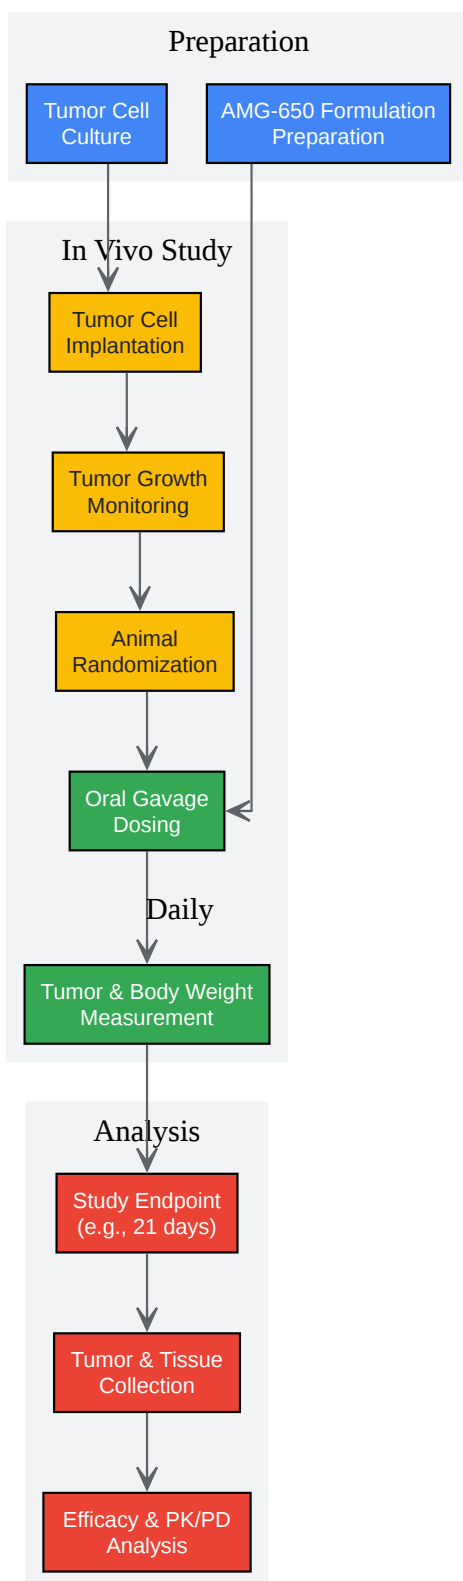 Preparation
Tumor Cell
Culture
AMG-650 Formulation
Preparation
In Vivo Study
Tumor Cell
Implantation
Tumor Growth
Monitoring
Animal
Randomization
Oral Gavage
Dosing
Daily
Tumor & Body Weight
Measurement
Analysis
Study Endpoint
(e.g., 21 days)
Tumor & Tissue
Collection
Efficacy & PK/PD
Analysis